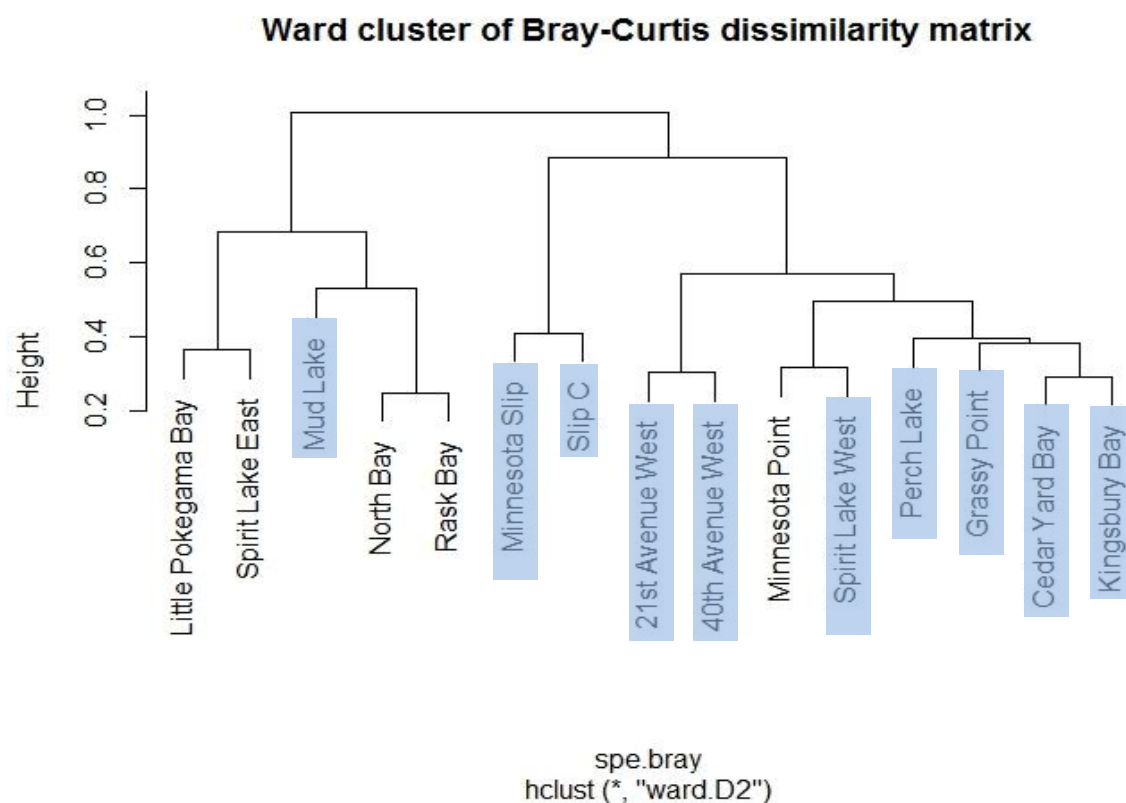 Ward cluster of Bray-Curtis dissimilarity matrix
Height
1.0
0.8
0.6
0.4
0.2
Little Pokegama Bay
Spirit Lake East
Mud Lake
North Bay
Rask Bay
Minnesota Slip
Slip C
21st Avenue West
40th Avenue West
Minnesota Point
Spirit Lake West
Perch Lake
Grassy Point
Cedar Yard Bay
Kingsbury Bay
spe.bray
hclust (*, "ward.D2")